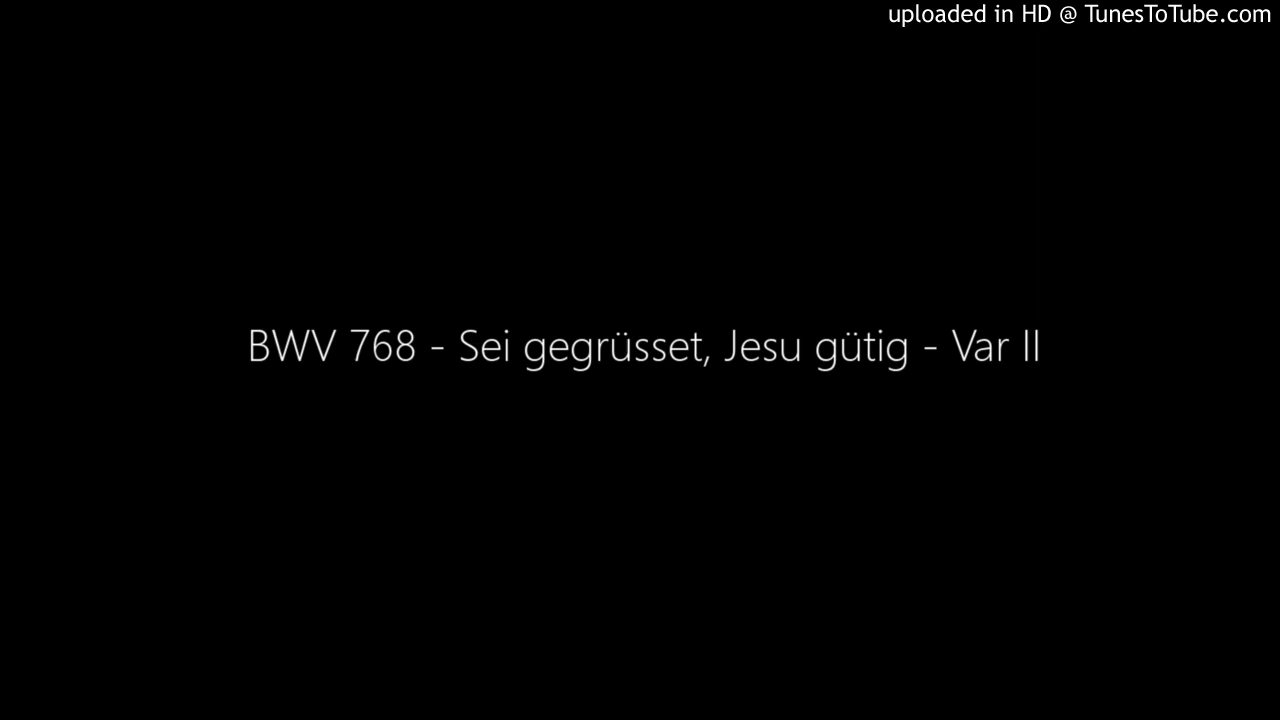 uploaded in HD @ TunesToTube.com
BWV 768 - Sei gegrüsset, Jesu gütig - Var II